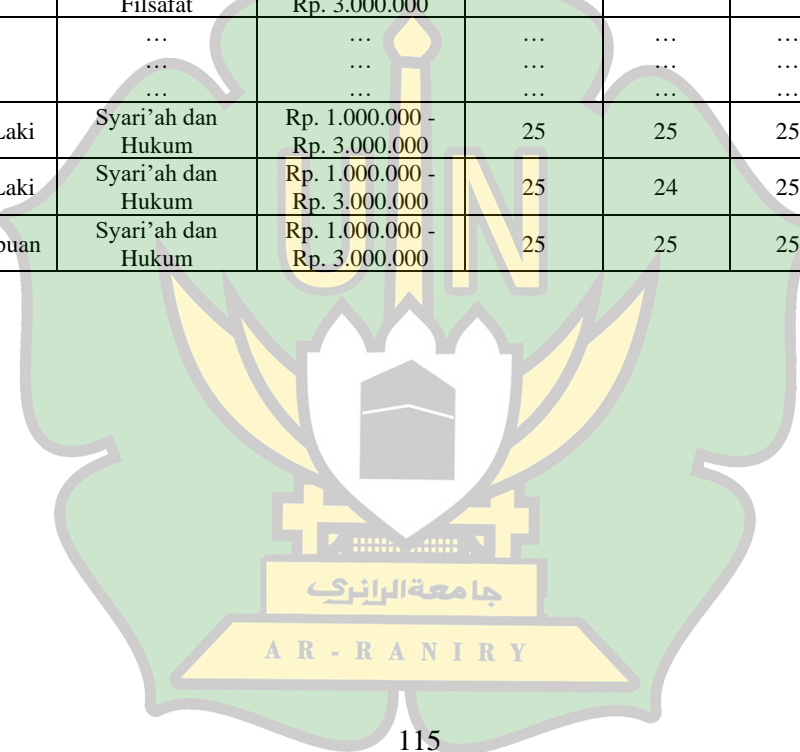 Filsafat Rp. 3.000.000
… … … … …
… … … … …
… … … … …
Laki Syari’ah dan Hukum Rp. 1.000.000 - Rp. 3.000.000 25 25 25
Laki Syari’ah dan Hukum Rp. 1.000.000 - Rp. 3.000.000 25 24 25
puan Syari’ah dan Hukum Rp. 1.000.000 - Rp. 3.000.000 25 25 25
UIN
جامعة الرانري
AR-RANIRY
115